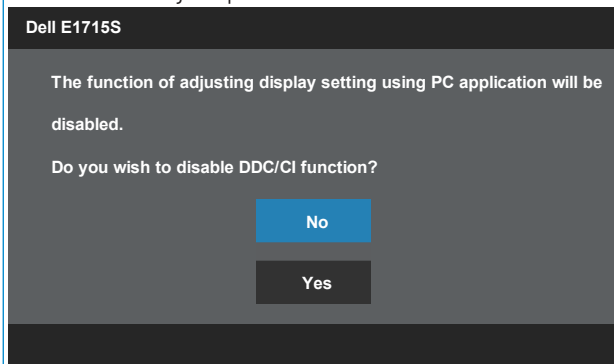 Dell E1715S
The function of adjusting display setting using PC application will be
disabled.
Do you wish to disable DDC/CI function?
No
Yes